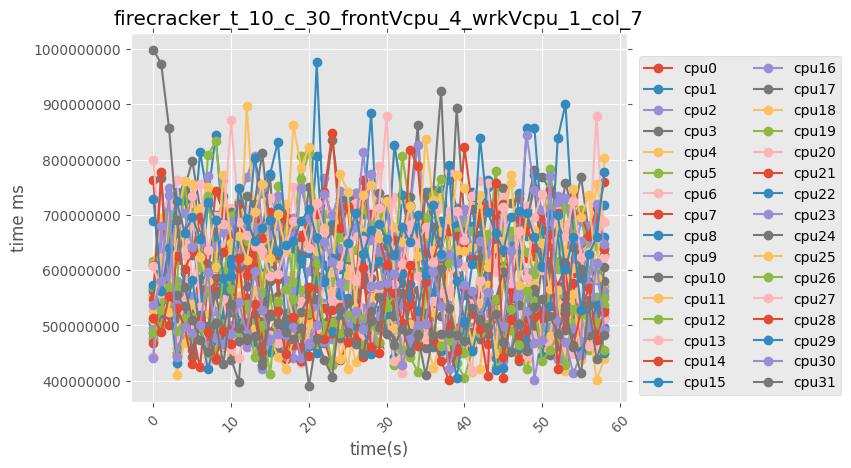 firecracker_t_10_c_30_frontVcpu_4_wrkVcpu_1_col_7
time ms
1000000000
900000000
800000000
700000000
600000000
500000000
400000000
0
10
20
30
40
50
60
time(s)
cpu0
cpu1
cpu2
cpu3
cpu4
cpu5
cpu6
cpu7
cpu8
cpu9
cpu10
cpu11
cpu12
cpu13
cpu14
cpu15
cpu16
cpu17
cpu18
cpu19
cpu20
cpu21
cpu22
cpu23
cpu24
cpu25
cpu26
cpu27
cpu28
cpu29
cpu30
cpu31